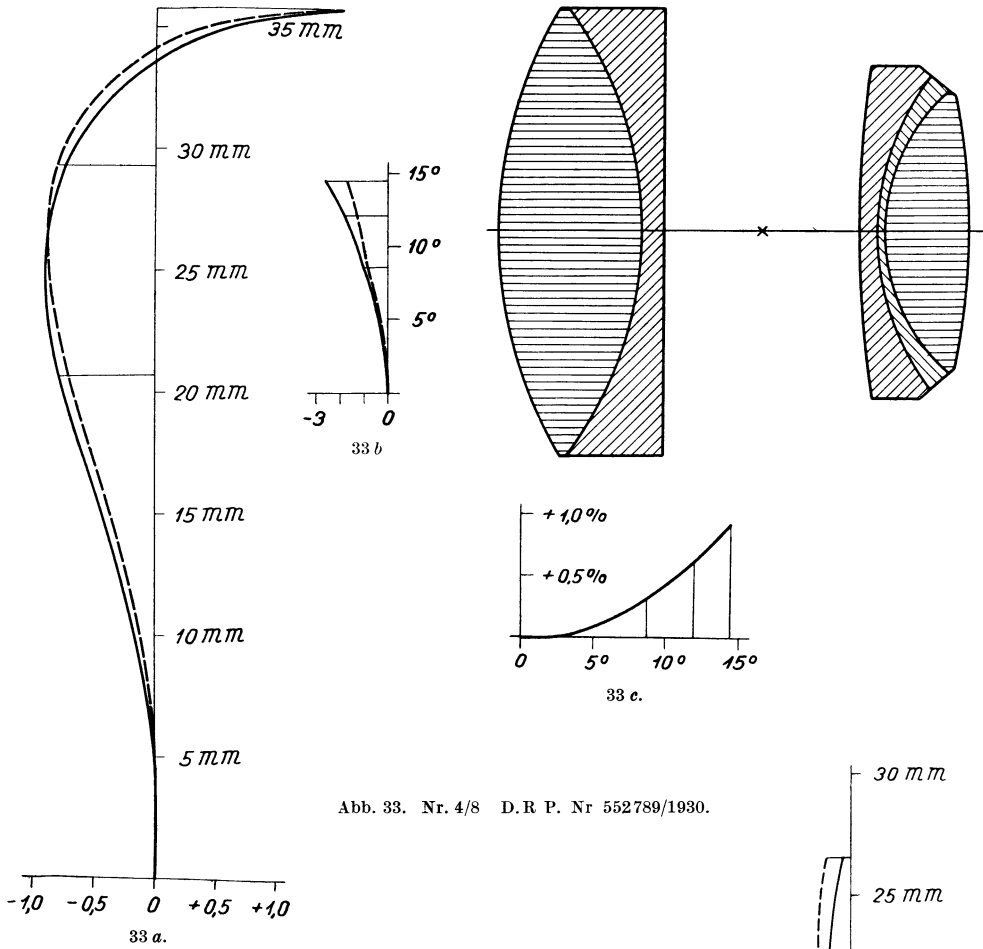 35 mm
30 mm
25 mm
20 mm
15 mm
10 mm
5 mm
-1,0 -0,5 0 +0,5 +1,0
33 a.
15°
10°
5°
-3 0
33 b
+1,0%
+0,5%
0 5° 10° 15°
33 c.
Abb. 33. Nr. 4/8 D.R P. Nr 552789/1930.
30 mm
25 mm